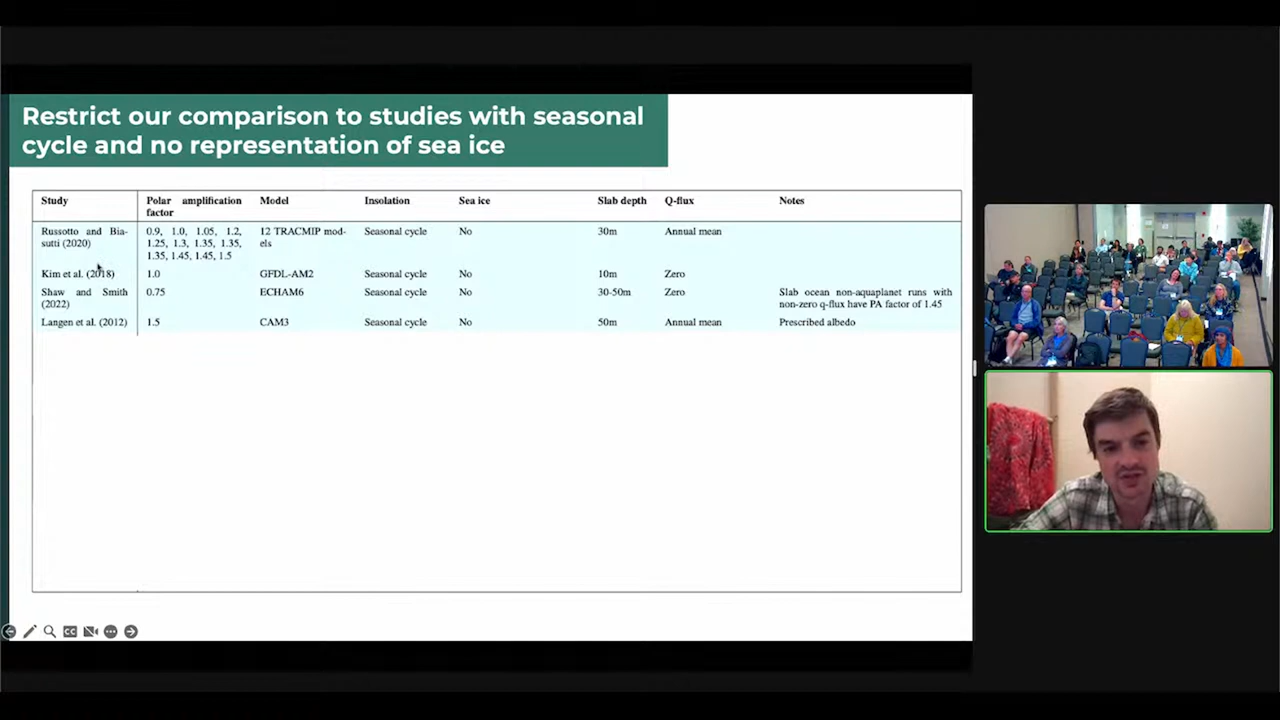 Restrict our comparison to studies with seasonal
cycle and no representation of sea ice
Study Polar amplification factor Model Insolation Sea ice Slab depth Q-flux Notes
Russotto and Bia- 0.9, 1.0, 1.05, 1.2, 12 TRACMIP mod- Seasonal cycle No 30m Annual mean
sutti (2020) 1.25, 1.3, 1.35, 1.35, els
1.35, 1.45, 1.45, 1.5
Kim et al. (2018) 1.0 GFDL-AM2 Seasonal cycle No 10m Zero
Shaw and Smith 0.75 ECHAM6 Seasonal cycle No 30-50m Zero Slab ocean non-aquaplanet runs with
(2022) non-zero q-flux have PA factor of 1.45
Langen et al. (2012) 1.5 CAM3 Seasonal cycle No 50m Annual mean Prescribed albedo
CC